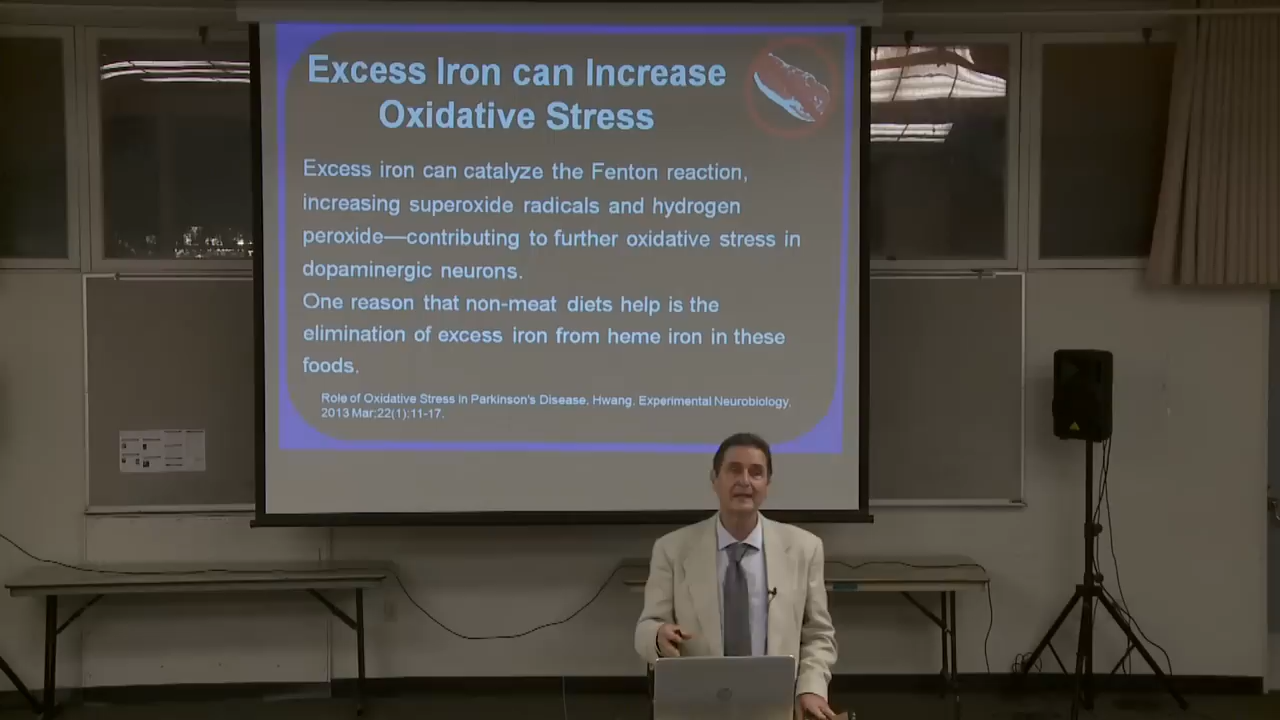 Excess Iron can Increase
Oxidative Stress
Excess iron can catalyze the Fenton reaction,
increasing superoxide radicals and hydrogen
peroxide—contributing to further oxidative stress in
dopaminergic neurons.
One reason that non-meat diets help is the
elimination of excess iron from heme iron in these
foods.
Role of Oxidative Stress in Parkinson's Disease, Hwang, Experimental Neurobiology,
2013 Mar;22(1):11-17.